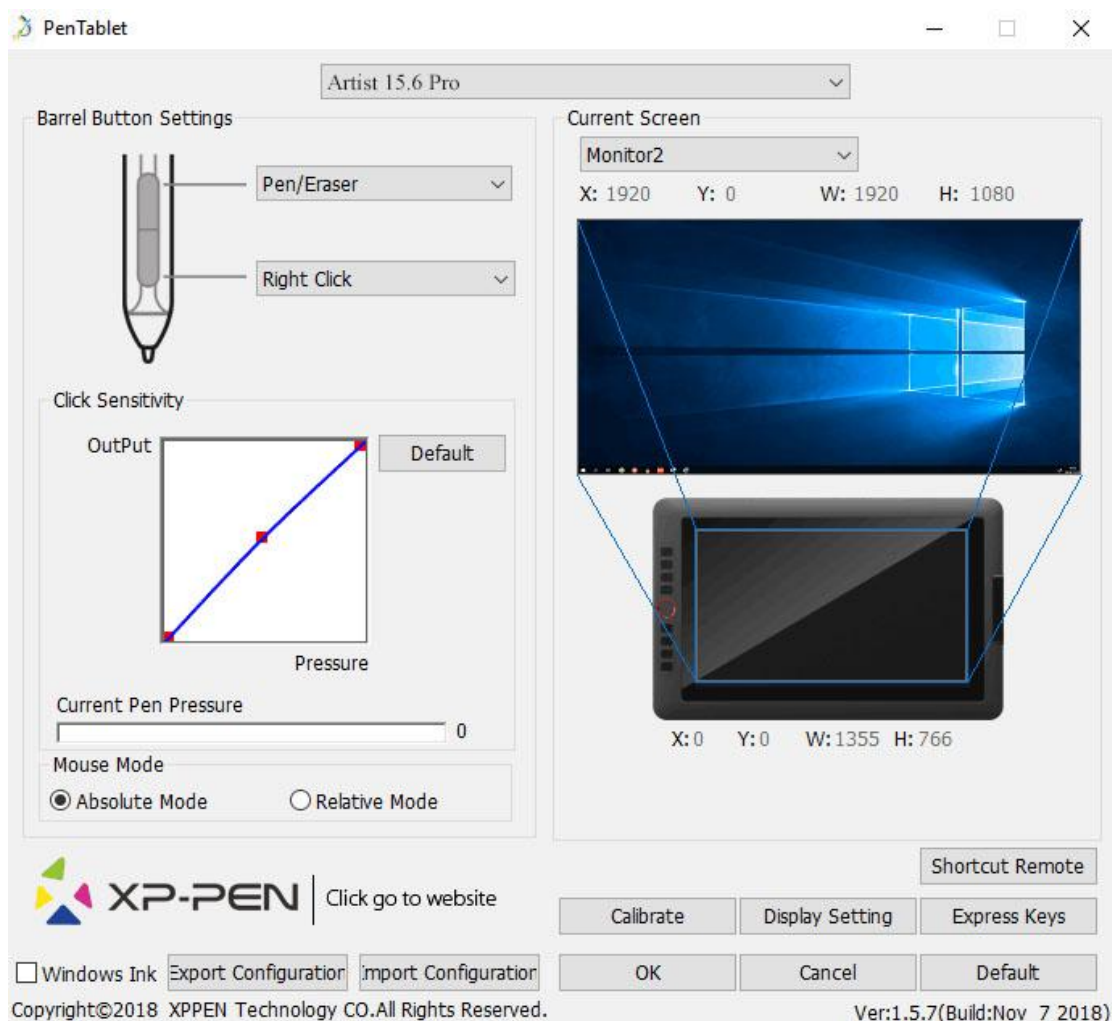 PenTablet
Artist 15.6 Pro
Barrel Button Settings
Pen/Eraser
Right Click
Click Sensitivity
OutPut
Default
Pressure
Current Pen Pressure
0
Mouse Mode
Absolute Mode
Relative Mode
Current Screen
Monitor2
X: 1920 Y: 0 W: 1920 H: 1080
X: 0 Y: 0 W: 1355 H: 766
Shortcut Remote
XP-PEN
Click go to website
Calibrate
Display Setting
Express Keys
Windows Ink
Export Configuration
Import Configuration
OK
Cancel
Default
Copyright©2018 XPPEN Technology CO.All Rights Reserved.
Ver:1.5.7(Build:Nov 7 2018)